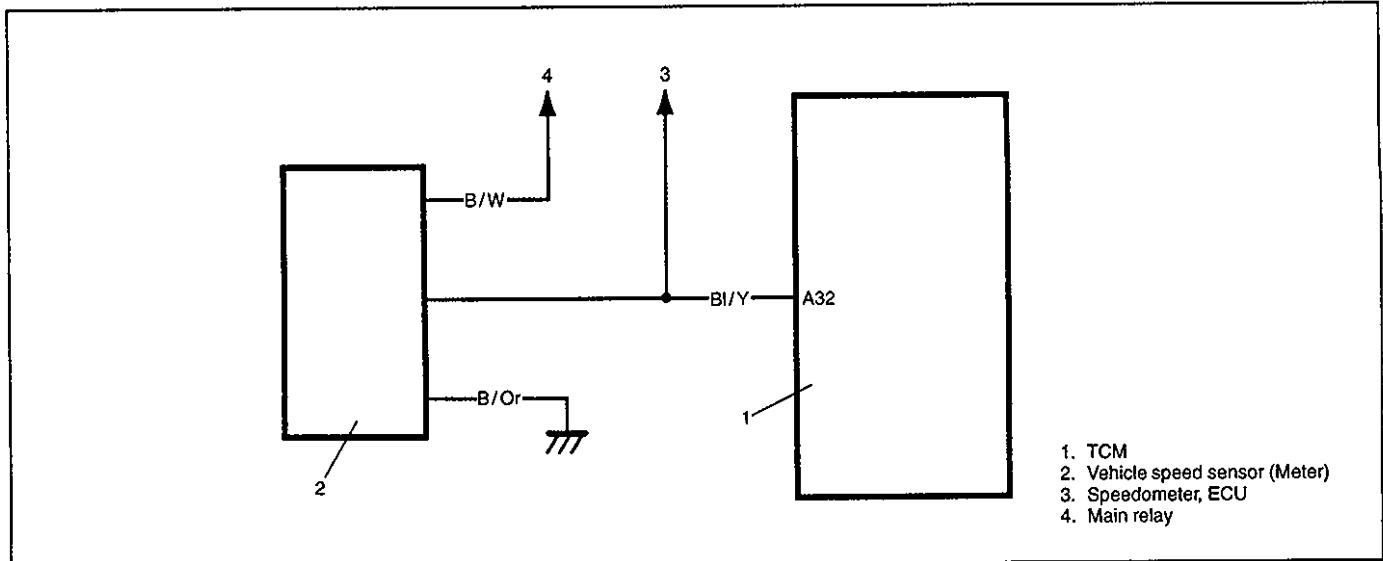 4
3
B/W
Bl/Y
A32
B/Or
1
2
1. TCM
2. Vehicle speed sensor (Meter)
3. Speedometer, ECU
4. Main relay